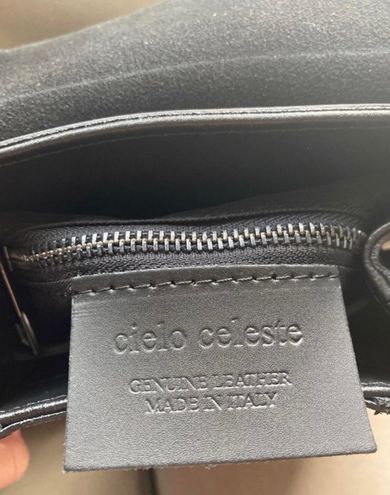 cielo celeste
GENUINE LEATHER
MADE IN ITALY